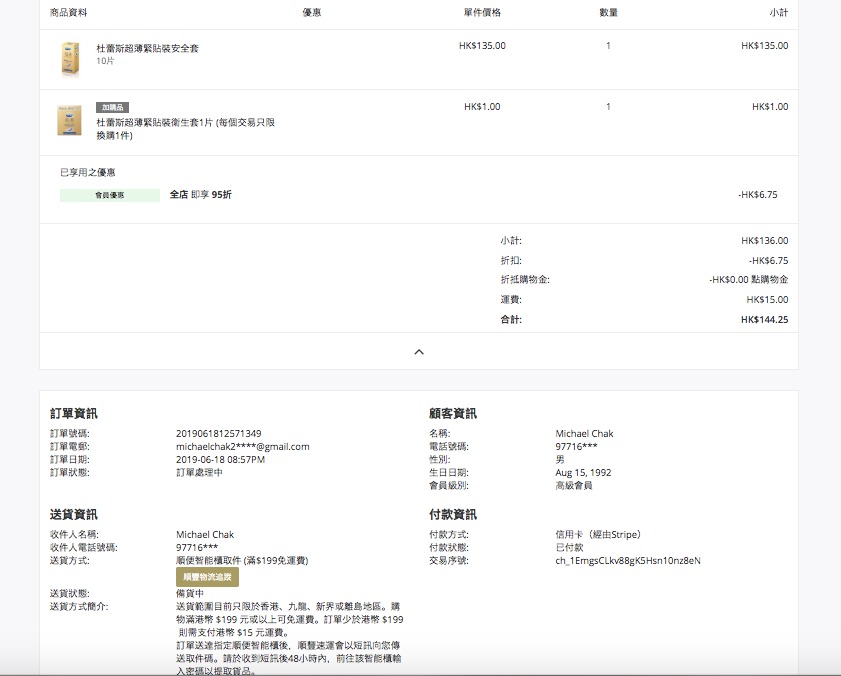 商品資料 優惠 單件價格 數量 小計
杜蕾斯超薄緊貼裝安全套 HK$135.00 1 HK$135.00
10片
加購品 HK$1.00 1 HK$1.00
杜蕾斯超薄緊貼裝衛生套1片 (每個交易只限
換購1件)
已享用之優惠
會員優惠 全店 即享 95折 -HK$6.75
小計: HK$136.00
折扣: -HK$6.75
折抵購物金: -HK$0.00 點購物金
運費: HK$15.00
合計: HK$144.25
訂單資訊
訂單號碼: 2019061812571349
訂單電郵: michaelchak2****@gmail.com
訂單日期: 2019-06-18 08:57PM
訂單狀態: 訂單處理中
顧客資訊
名稱: Michael Chak
電話號碼: 97716***
性別: 男
生日日期: Aug 15, 1992
會員級別: 高級會員
送貨資訊
收件人名稱: Michael Chak
收件人電話號碼: 97716***
送貨方式: 順便智能櫃取件 (滿$199免運費)
順豐物流追蹤
送貨狀態: 備貨中
送貨方式簡介: 送貨範圍目前只限於香港、九龍、新界或離島地區。購
物滿港幣 $199 元或以上可免運費。訂單少於港幣 $199
則需支付港幣 $15 元運費。
訂單送達指定順便智能櫃後，順豐速運會以短訊向您傳
送取件碼。請於收到短訊後48小時內，前往該智能櫃輸
入密碼以提取貨品。
付款資訊
付款方式: 信用卡（經由Stripe）
付款狀態: 已付款
交易序號: ch_1EmgsCLkv88gK5Hsn10nz8eN